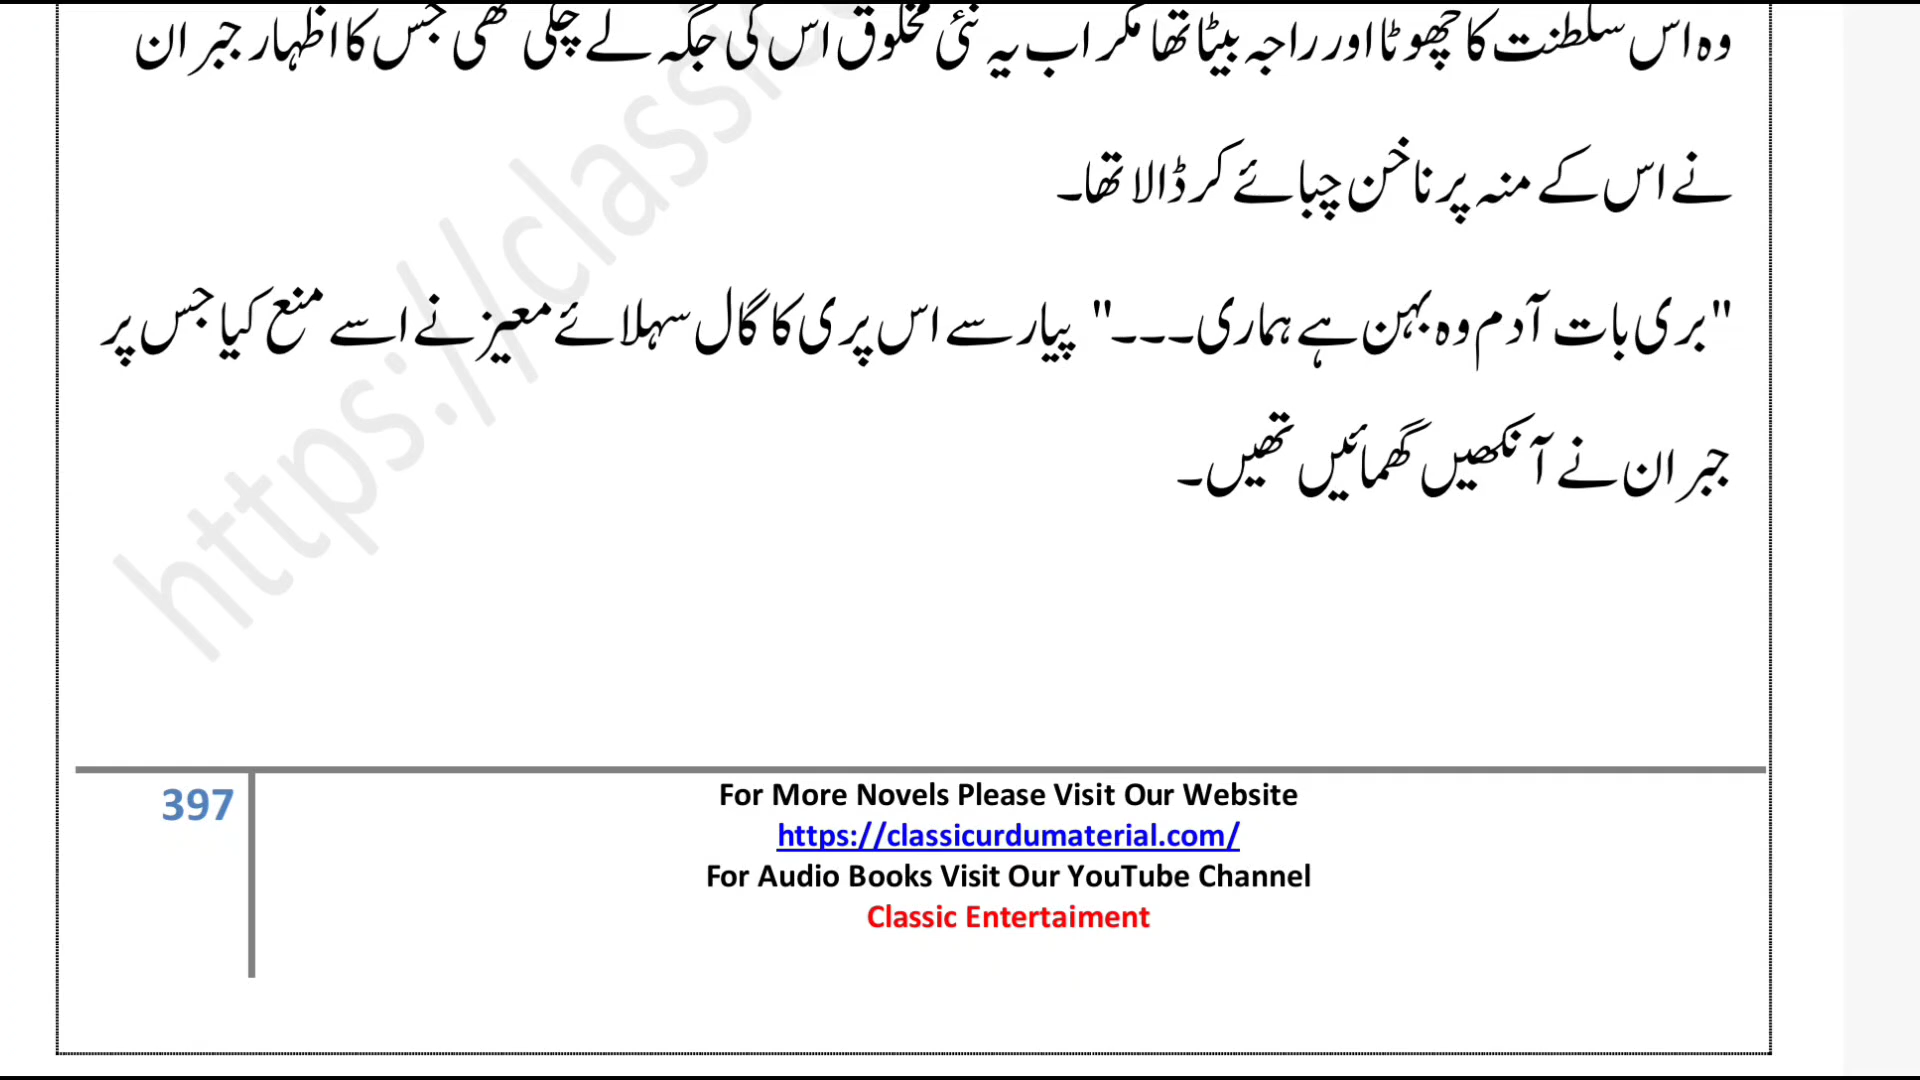 وہ اس سلطنت کا چھوٹا اور راجہ بیٹا تھا مگر اب یہ نئی مخلوق اس کی جگہ لے چکی تھی جس کا اظہار جبران
نے اس کے منہ پر ناخن چبائے کر ڈالا تھا۔
"بری بات آدم وہ بہن ہے ہماری۔۔۔" پیار سے اس پری کا گال سہلائے معیز نے اسے منع کیا جس پر
جبران نے آنکھیں گھمائیں تھیں۔
https://classic
397
For More Novels Please Visit Our Website
https://classicurdumaterial.com/
For Audio Books Visit Our YouTube Channel
Classic Entertaiment